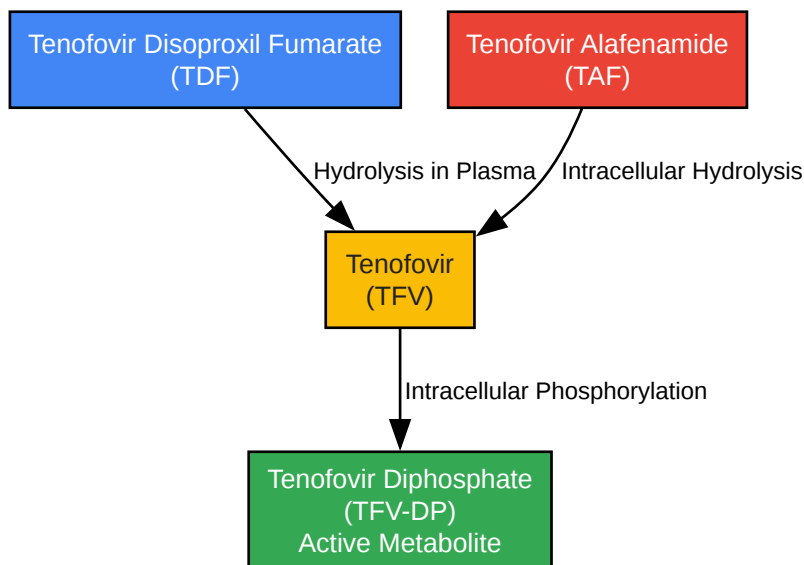 Tenofovir Disoproxil Fumarate
(TDF)
Tenofovir Alafenamide
(TAF)
Hydrolysis in Plasma
Intracellular Hydrolysis
Tenofovir
(TFV)
Intracellular Phosphorylation
Tenofovir Diphosphate
(TFV-DP)
Active Metabolite